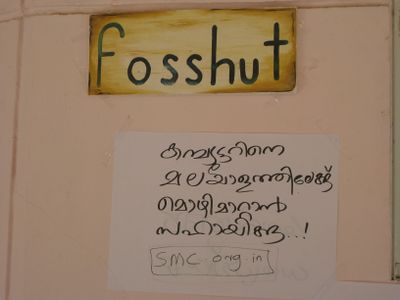 fosshut
കമ്പ്യൂട്ടറിനെ
മലയാളത്തിലേക്ക്
മൊഴിമാറ്റാൻ
സഹായിക്കൂ..!
smc.org.in